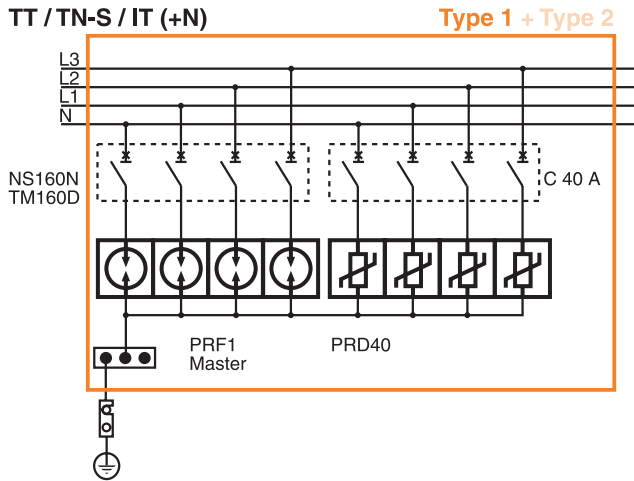 TT / TN-S / IT (+N) Type 1 + Type 2
L3
L2
L1
N
NS160N
TM160D
C 40 A
PRF1
Master
PRD40